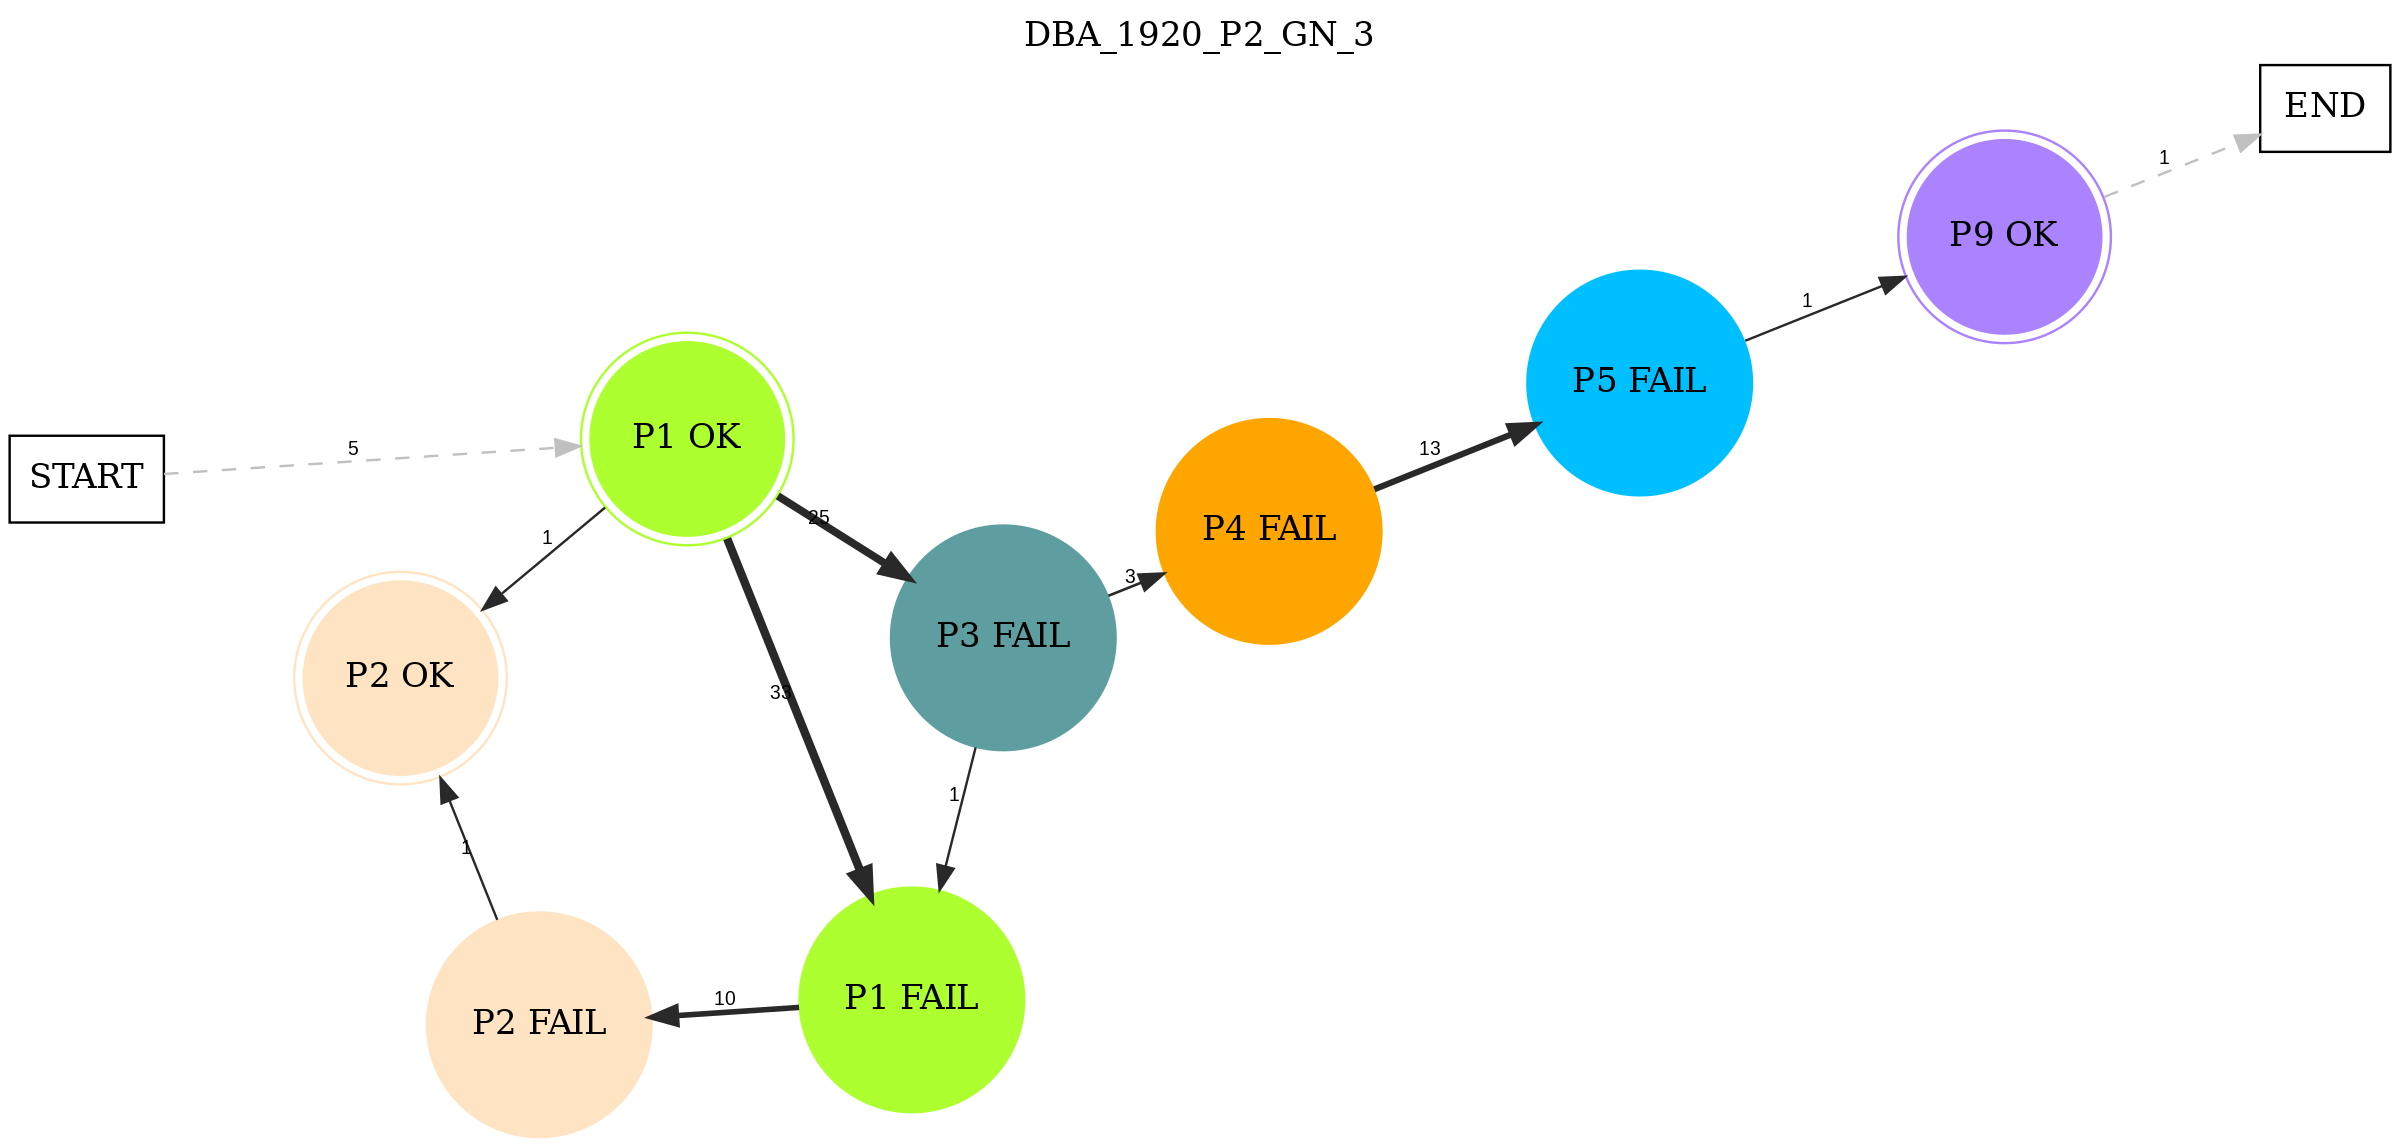 DBA_1920_P2_GN_3
END
1
P9 OK
1
P5 FAIL
START
5
P1 OK
13
25
P4 FAIL
1
3
P3 FAIL
P2 OK
33
1
1
P1 FAIL
10
P2 FAIL